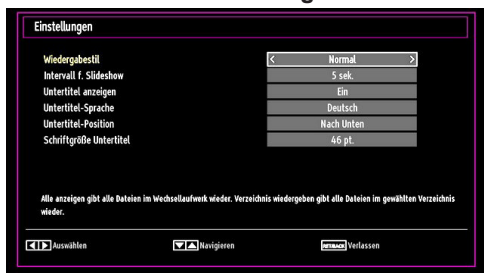 Einstellungen
Wiedergabestil < Normal >
Intervall f. Slideshow 5 sek.
Untertitel anzeigen Ein
Untertitel-Sprache Deutsch
Untertitel-Position Nach Unten
Schriftgröße Untertitel 46 pt.
Alle anzeigen gibt alle Dateien im Wechsellaufwerk wieder. Verzeichnis wiedergeben gibt alle Dateien im gewählten Verzeichnis
wieder.
Auswählen Navigieren RET/BACK Verlassen